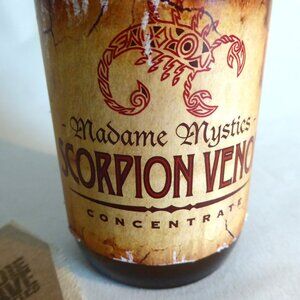 - Madame Mystics -
SCORPION VENO
CONCENTRATE